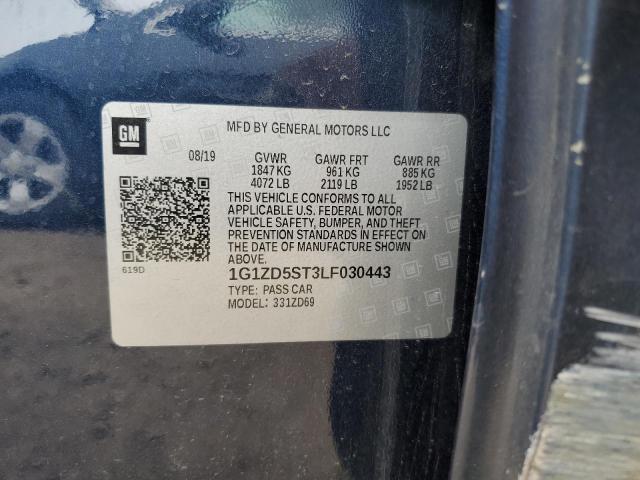 GM
MFD BY GENERAL MOTORS LLC
08/19 GVWR GAWR FRT GAWR RR
1847 KG 961 KG 885 KG
4072 LB 2119 LB 1952 LB
THIS VEHICLE CONFORMS TO ALL
APPLICABLE U.S. FEDERAL MOTOR
VEHICLE SAFETY, BUMPER, AND THEFT
PREVENTION STANDARDS IN EFFECT ON
THE DATE OF MANUFACTURE SHOWN
ABOVE.
619D
1G1ZD5ST3LF030443
TYPE: PASS CAR
MODEL: 331ZD69